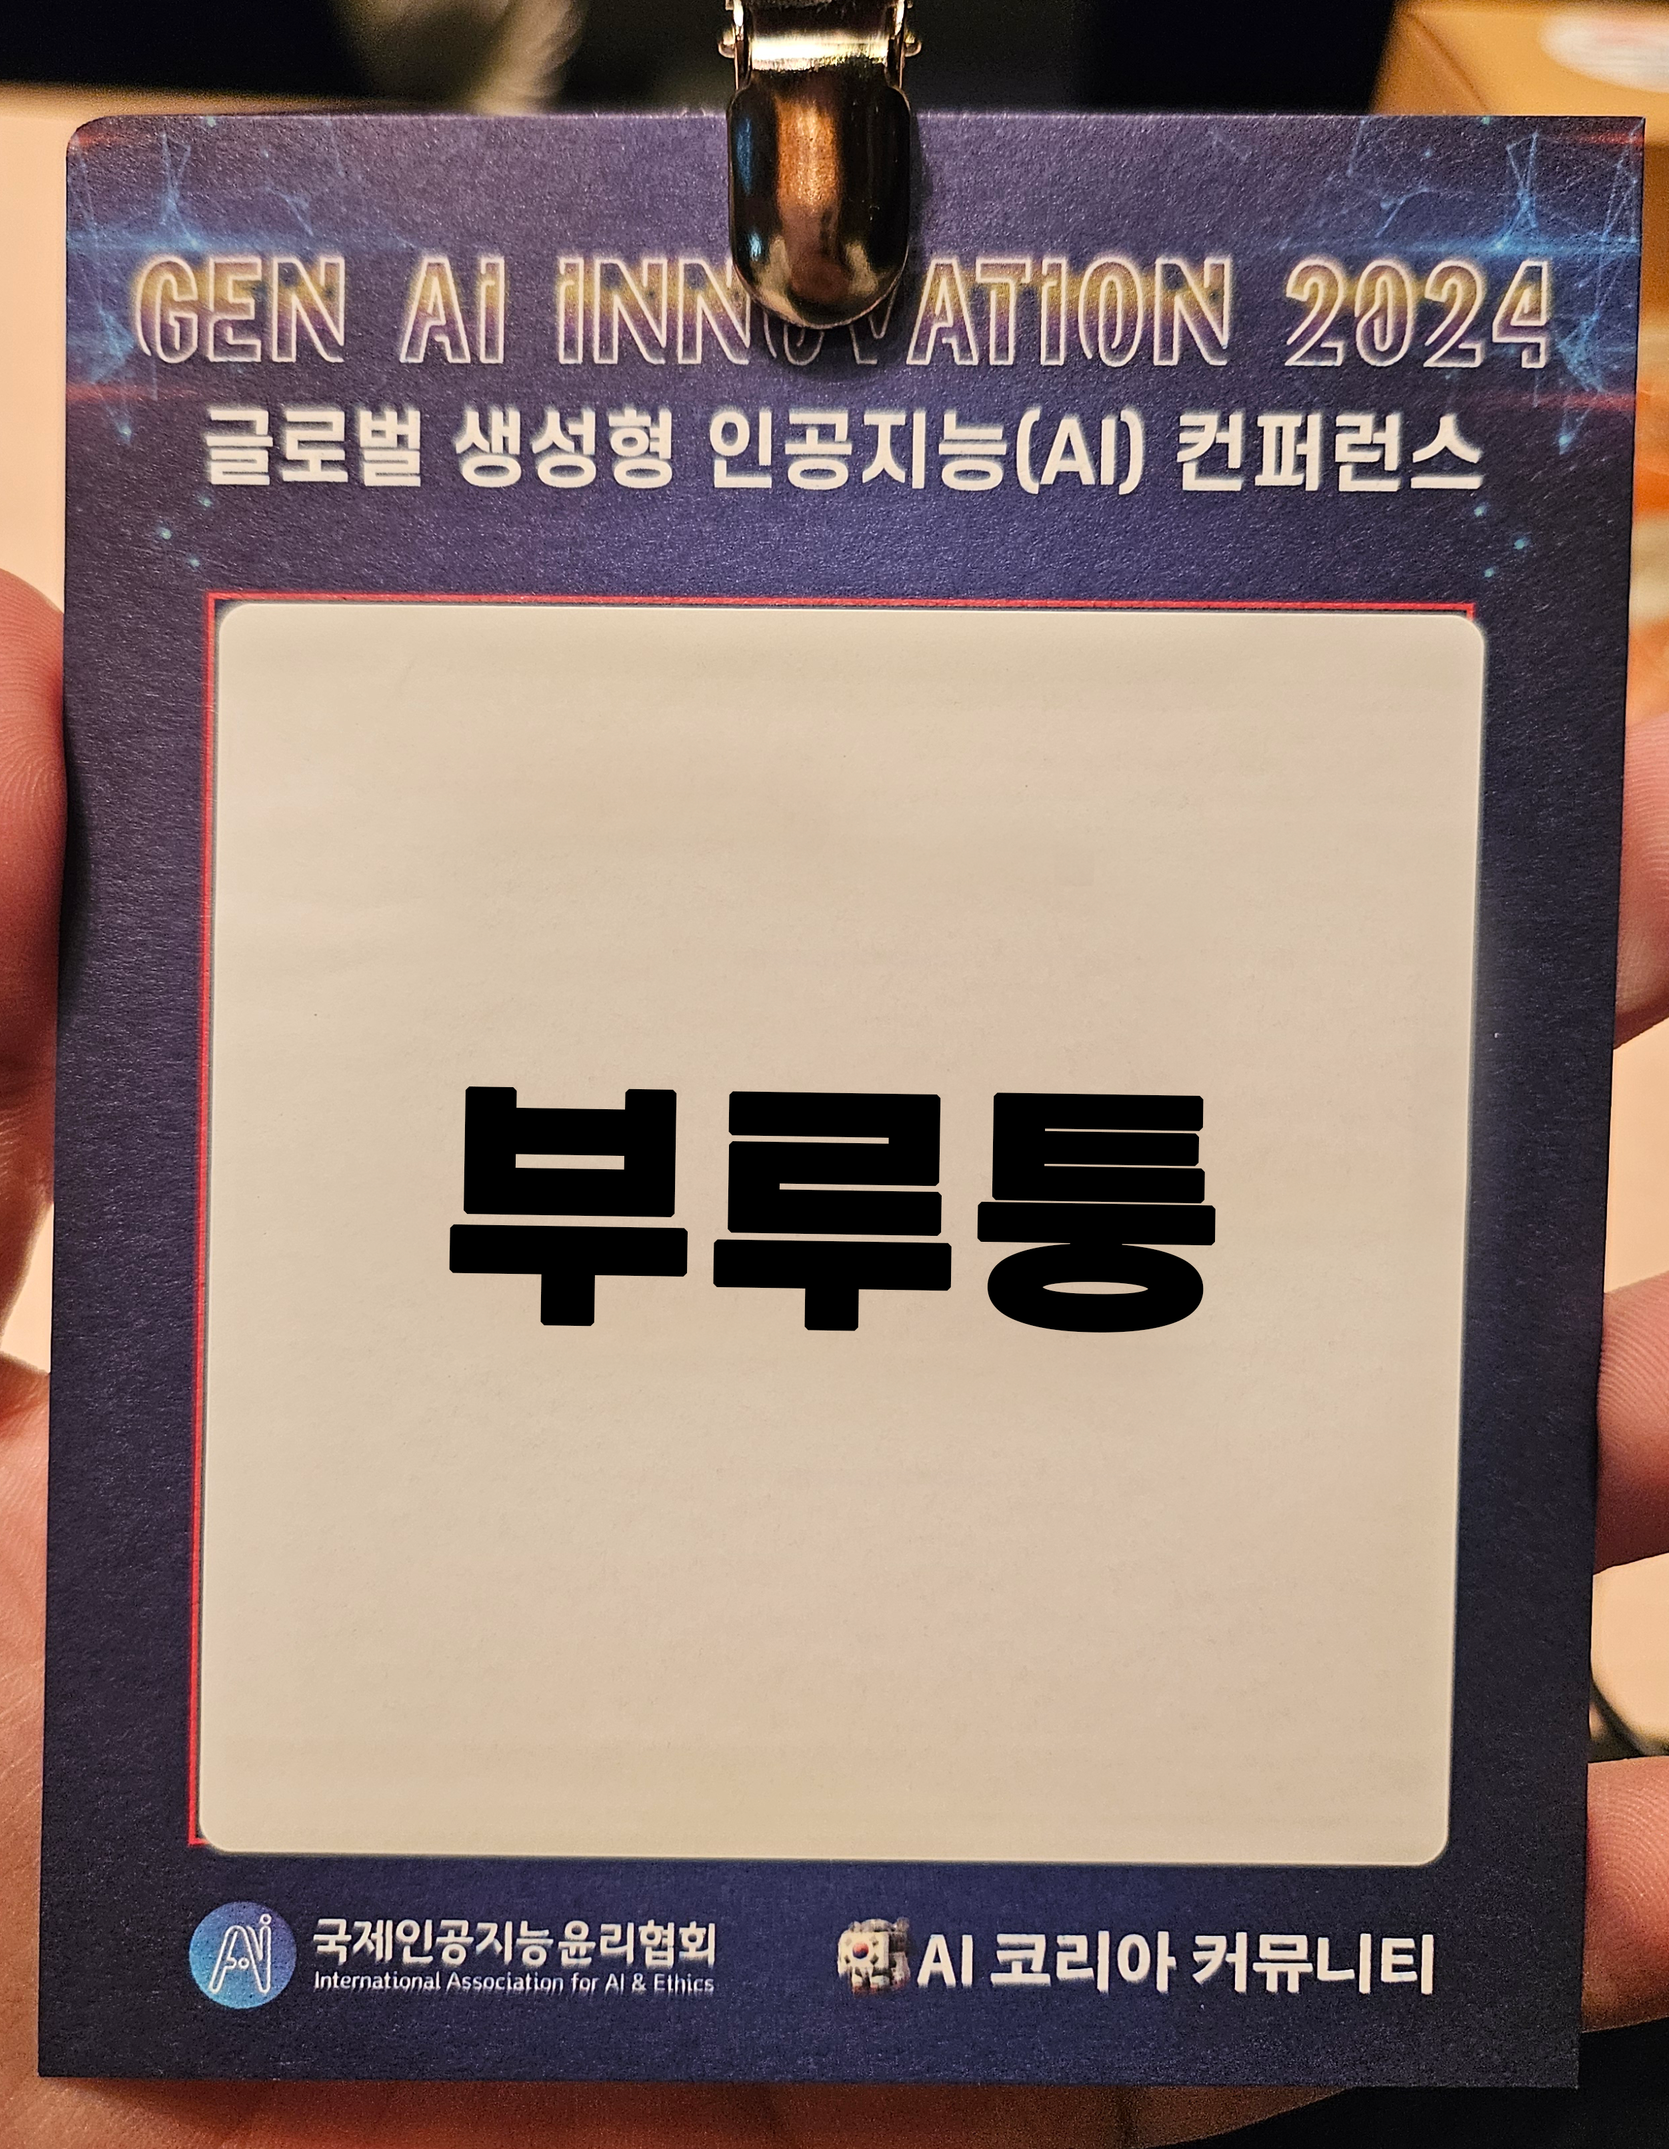 GEN AI INNOVATION 2024
글로벌 생성형 인공지능(AI) 컨퍼런스
부루퉁
국제인공지능윤리협회
International Association for AI & Ethics
AI 코리아 커뮤니티